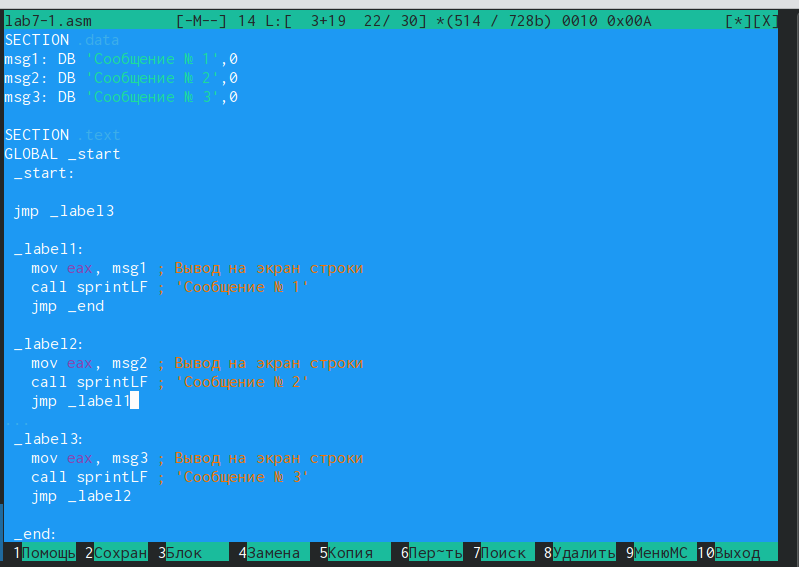 lab7-1.asm [-M--] 14 L:[ 3+19 22/ 30] *(514 / 728b) 0010 0x00A [*][X]
SECTION .data
msg1: DB 'Сообщение № 1',0
msg2: DB 'Сообщение № 2',0
msg3: DB 'Сообщение № 3',0
SECTION .text
GLOBAL _start
_start:
jmp _label3
_label1:
mov eax, msg1 ; Вывод на экран строки
call sprintLF ; 'Сообщение № 1'
jmp _end
_label2:
mov eax, msg2 ; Вывод на экран строки
call sprintLF ; 'Сообщение № 2'
jmp _label1
...
_label3:
mov eax, msg3 ; Вывод на экран строки
call sprintLF ; 'Сообщение № 3'
jmp _label2
_end:
1Помощь 2Сохран 3Блок 4Замена 5Копия 6Пер~ть 7Поиск 8Удалить 9МенюMC 10Выход